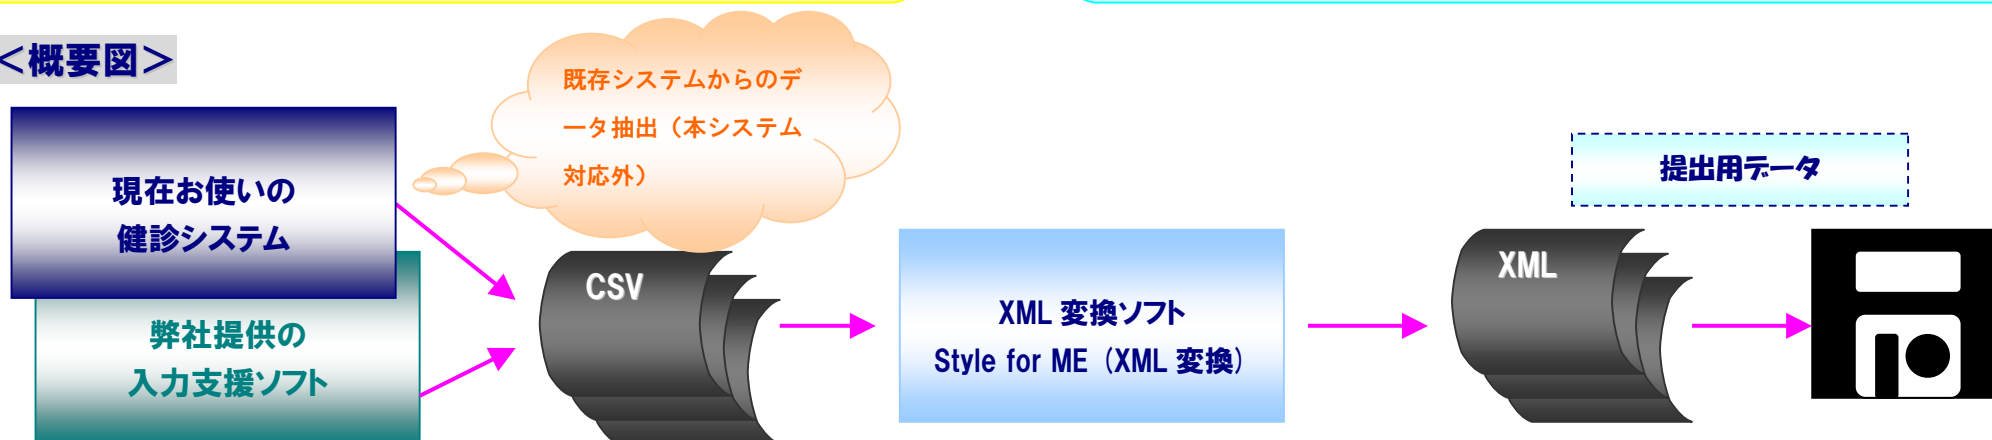 ＜概要図＞
既存システムからのデ
ータ抽出（本システム
対応外）
現在お使いの
健診システム
弊社提供の
入力支援ソフト
CSV
XML 変換ソフト
Style for ME（XML 変換）
XML
提出用データ